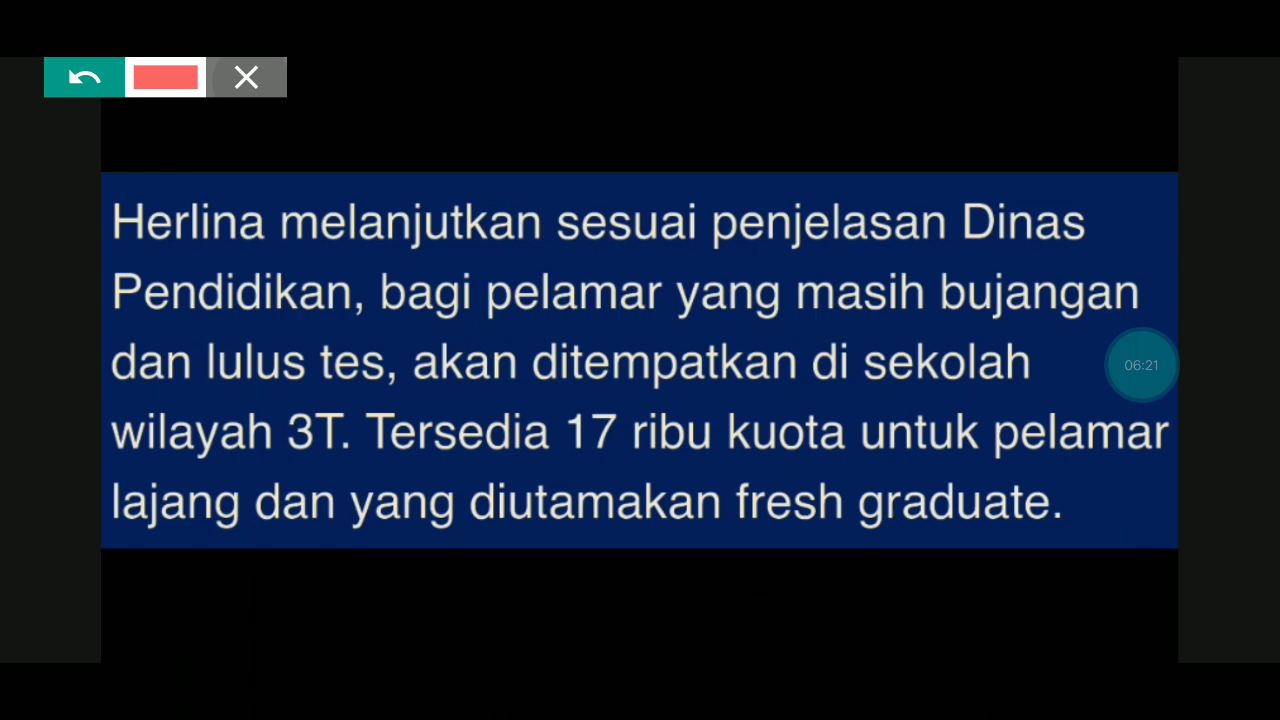 Herlina melanjutkan sesuai penjelasan Dinas
Pendidikan, bagi pelamar yang masih bujangan
dan lulus tes, akan ditempatkan di sekolah
06:21
wilayah 3T. Tersedia 17 ribu kuota untuk pelamar
lajang dan yang diutamakan fresh graduate.